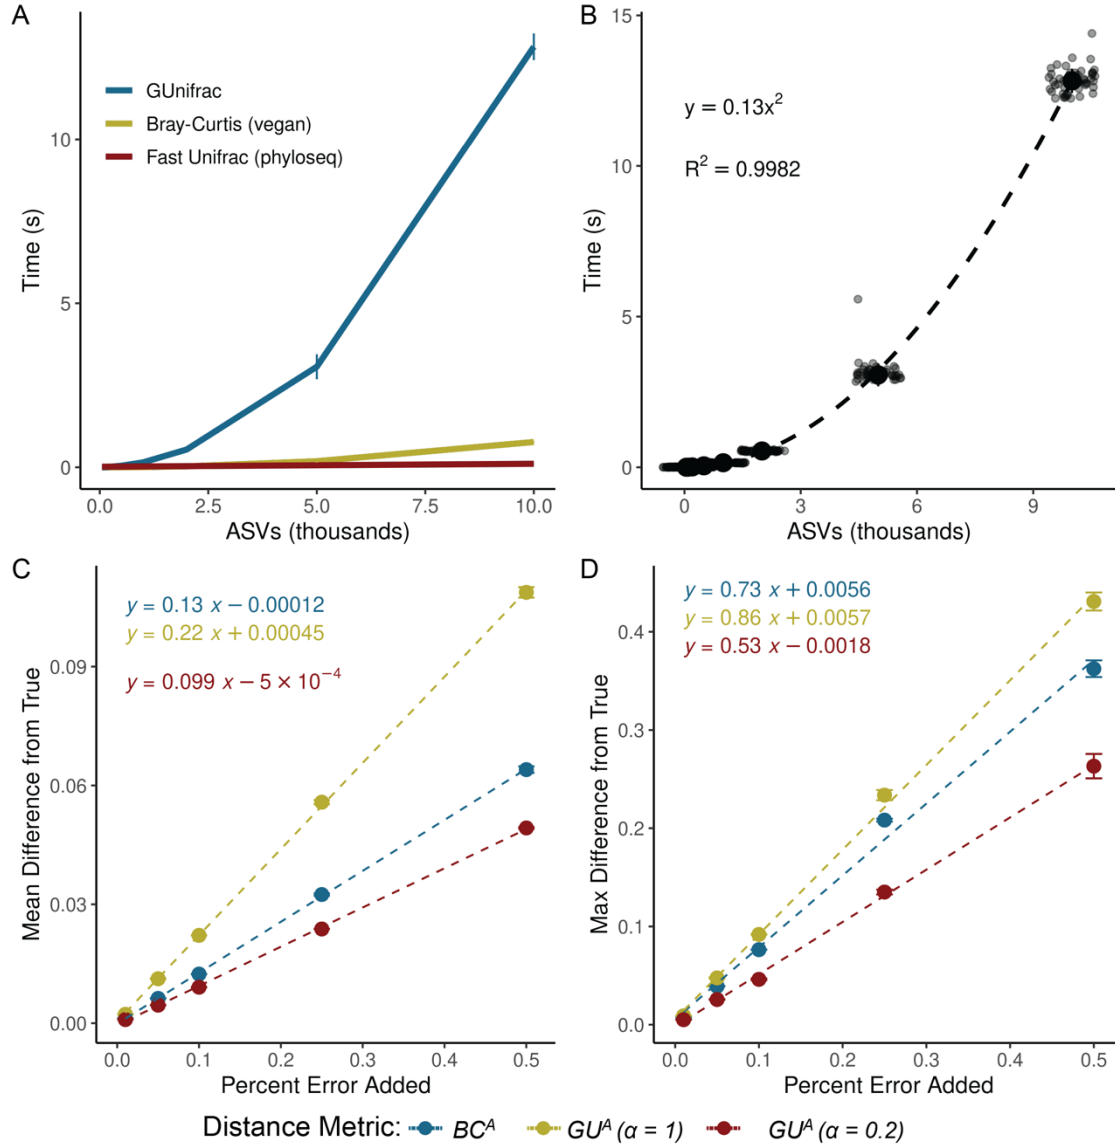 A
GUnifrac
Bray-Curtis (vegan)
Fast Unifrac (phyloseq)
10
5
0
Time (s)
0.0 2.5 5.0 7.5 10.0
ASVs (thousands)
B
15
y = 0.13x²
R² = 0.9982
10
5
0
Time (s)
0 3 6 9
ASVs (thousands)
C
y = 0.13 x − 0.00012
y = 0.22 x + 0.00045
y = 0.099 x − 5 × 10⁻⁴
0.09
0.06
0.03
0.00
Mean Difference from True
0.0 0.1 0.2 0.3 0.4 0.5
Percent Error Added
D
y = 0.73 x + 0.0056
y = 0.86 x + 0.0057
y = 0.53 x − 0.0018
0.4
0.3
0.2
0.1
0.0
Max Difference from True
0.0 0.1 0.2 0.3 0.4 0.5
Percent Error Added
Distance Metric: BCᴬ GUᴬ (α = 1) GUᴬ (α = 0.2)